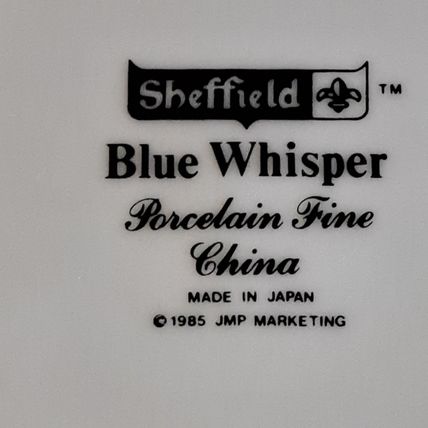 Sheffield ™
Blue Whisper
Porcelain Fine
China
MADE IN JAPAN
© 1985 JMP MARKETING